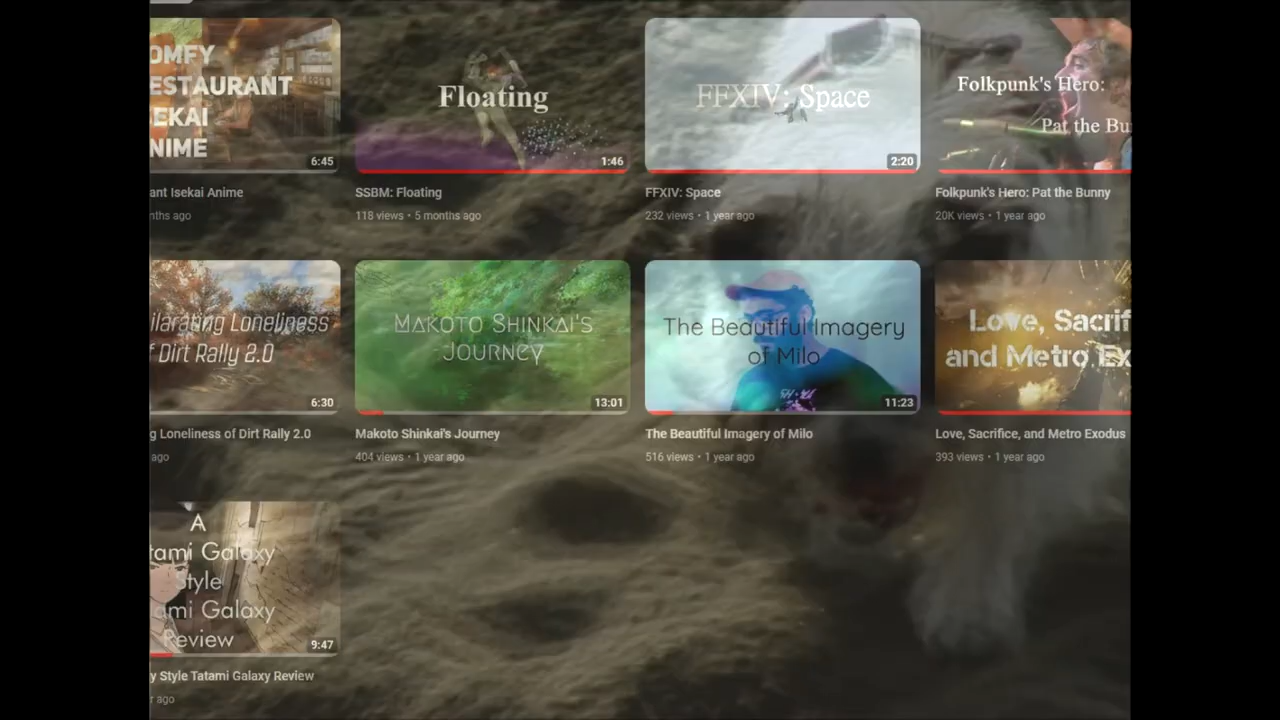 OMFY
ESTAURANT
EKAI
NIME
6:45
Floating
1:46
FFXIV: Space
2:20
Folkpunk's Hero:
Pat the Bu
ant Isekai Anime
nths ago
SSBM: Floating
118 views • 5 months ago
FFXIV: Space
232 views • 1 year ago
Folkpunk's Hero: Pat the Bunny
20K views • 1 year ago
ilarating Loneliness
f Dirt Rally 2.0
6:30
MAKOTO SHINKAI'S
JOURNEY
13:01
The Beautiful Imagery
of Milo
11:23
Love, Sacrif
and Metro Ex
g Loneliness of Dirt Rally 2.0
ago
Makoto Shinkai's Journey
404 views • 1 year ago
The Beautiful Imagery of Milo
516 views • 1 year ago
Love, Sacrifice, and Metro Exodus
393 views • 1 year ago
A
tami Galaxy
Style
ami Galaxy
Review
9:47
y Style Tatami Galaxy Review
r ago